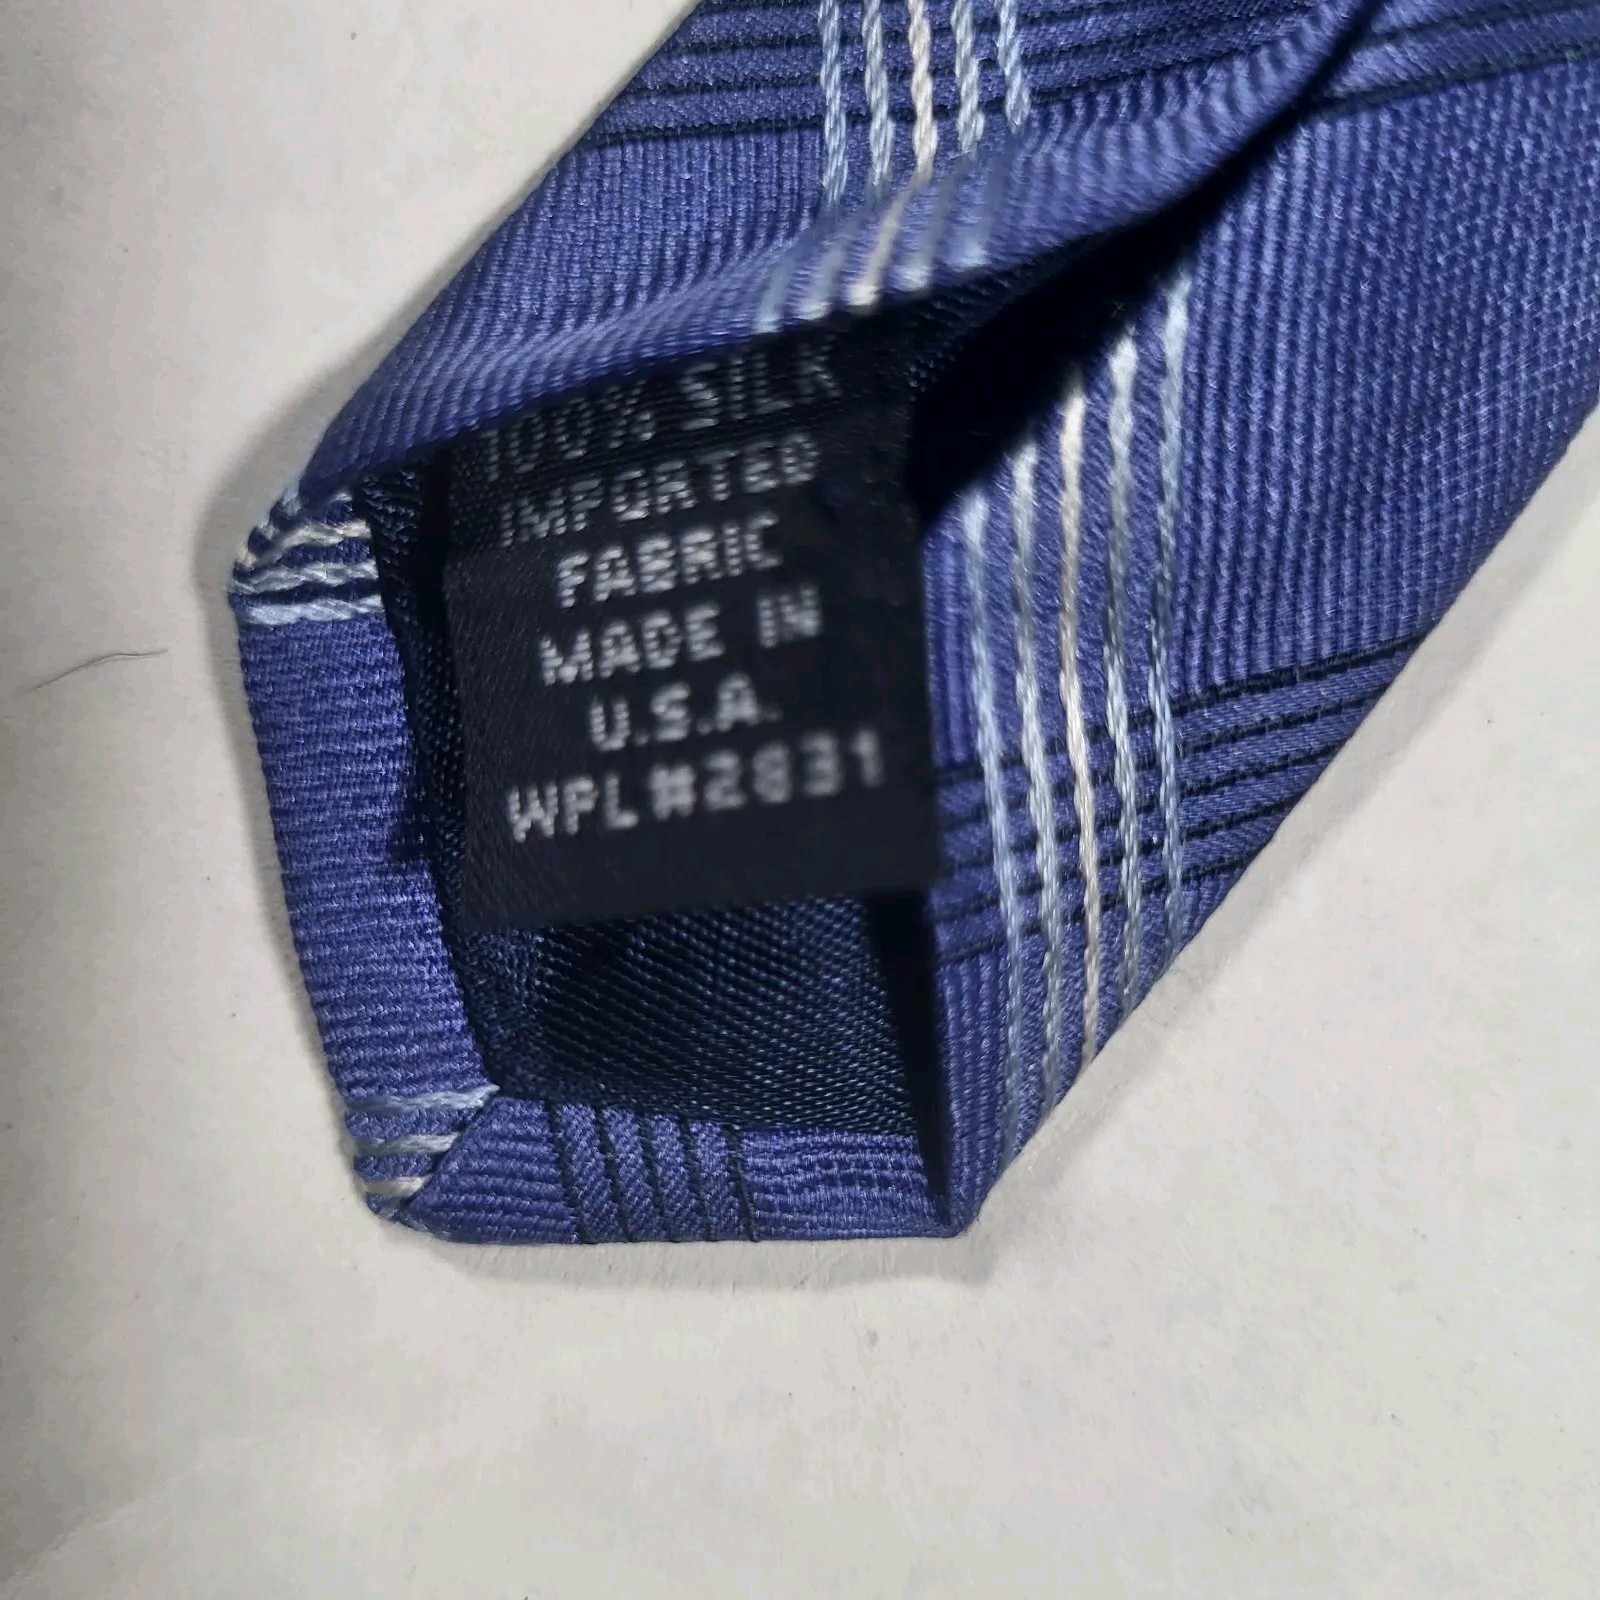 100% SILK
IMPORTED
FABRIC
MADE IN
U.S.A.
WPL#2831